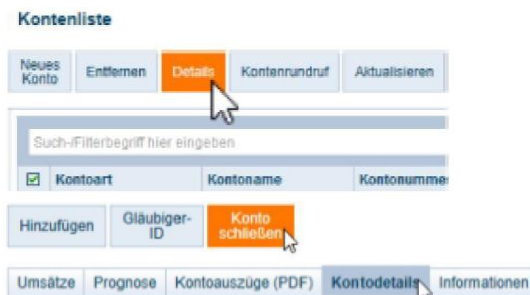 Kontenliste
Neues Konto Entfernen Details Kontenrundruf Aktualisieren
Such-/Filterbegriff hier eingeben
Kontoart Kontoname Kontonummer
Hinzufügen Gläubiger-ID Konto schließen
Umsätze Prognose Kontoauszüge (PDF) Kontodetails Informationen